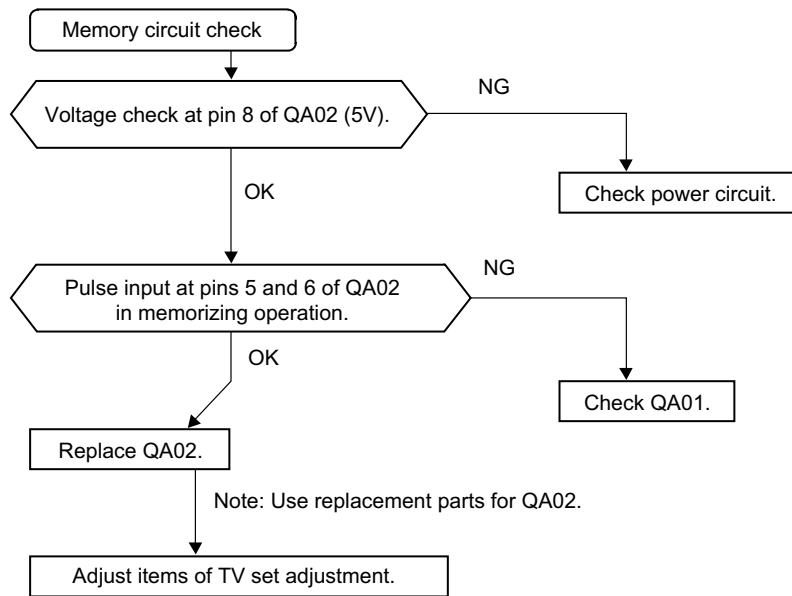 Memory circuit check
Voltage check at pin 8 of QA02 (5V).
NG
OK
Check power circuit.
Pulse input at pins 5 and 6 of QA02
in memorizing operation.
NG
OK
Check QA01.
Replace QA02.
Note: Use replacement parts for QA02.
Adjust items of TV set adjustment.